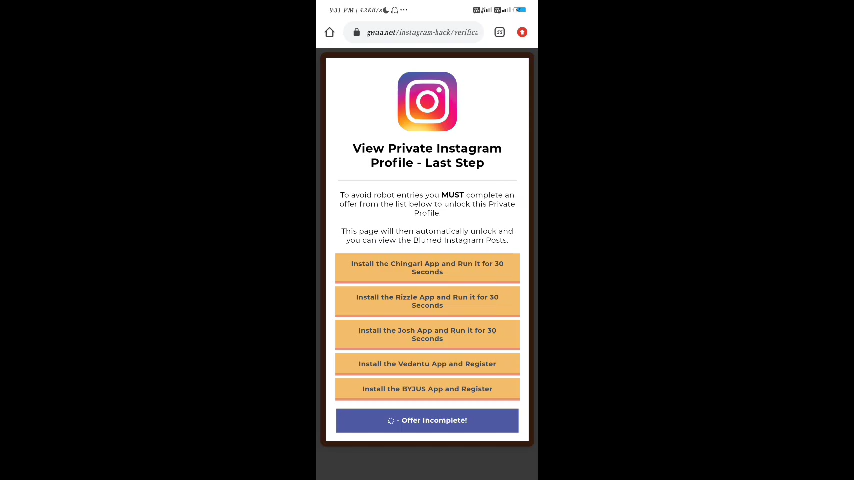 View Private Instagram
Profile - Last Step
To avoid robot entries you MUST complete an
offer from the list below to unlock this Private
Profile.
This page will then automatically unlock and
you can view the Blurred Instagram Posts.
Install the Chingari App and Run it for 30
Seconds
Install the Rizzle App and Run it for 30
Seconds
Install the Josh App and Run it for 30
Seconds
Install the Vedantu App and Register
Install the BYJUS App and Register
- Offer Incomplete!